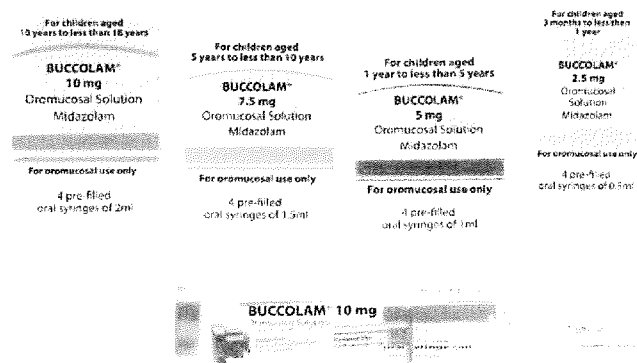 For children aged
10 years to less than 18 years
BUCCOLAM®
10 mg
Oromucosal Solution
Midazolam
For oromucosal use only
4 pre-filled
oral syringes of 2ml
For children aged
5 years to less than 10 years
BUCCOLAM®
7.5 mg
Oromucosal Solution
Midazolam
For oromucosal use only
4 pre-filled
oral syringes of 1.5ml
For children aged
1 year to less than 5 years
BUCCOLAM®
5 mg
Oromucosal Solution
Midazolam
For oromucosal use only
4 pre-filled
oral syringes of 1ml
For children aged
3 months to less than
1 year
BUCCOLAM®
2.5 mg
Oromucosal
Solution
Midazolam
For oromucosal use only
4 pre-filled
oral syringes of 0.5ml
BUCCOLAM® 10 mg